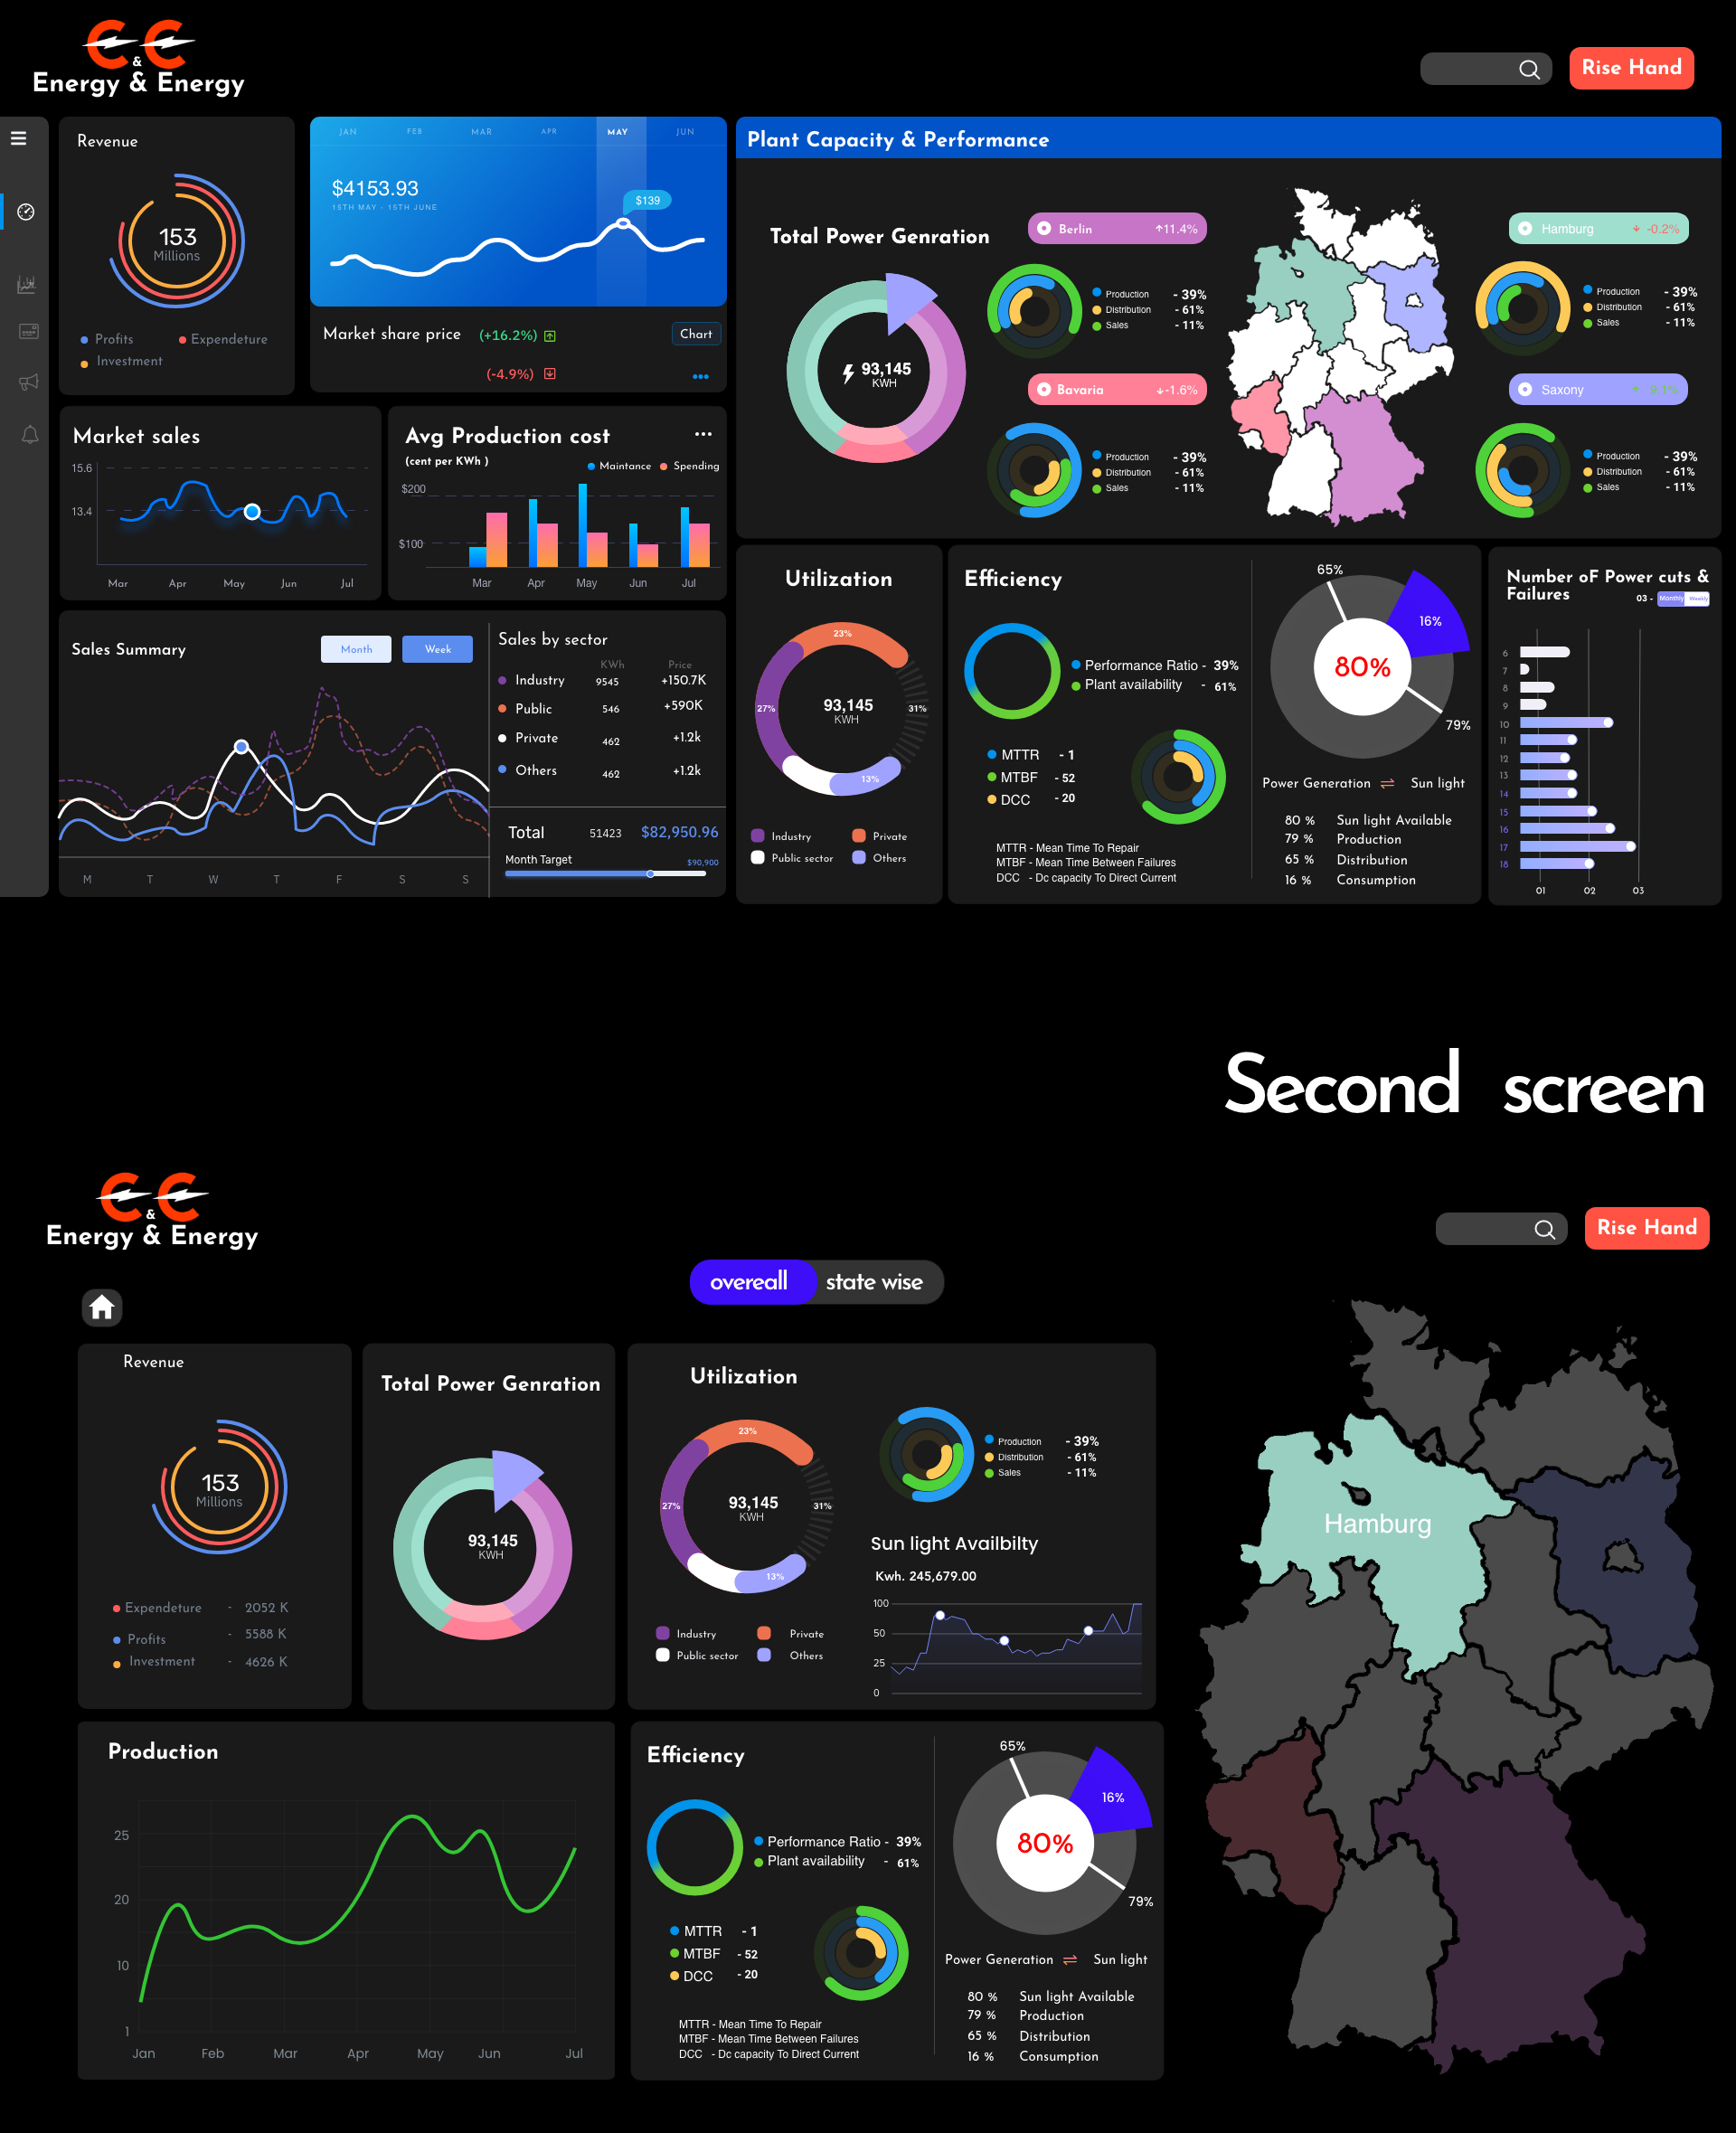 &
Energy & Energy
Rise Hand
Revenue
153
Millions
Profits
Expendeture
Investment
JAN FEB MAR APR MAY JUN
$4153.93
15TH MAY - 15TH JUNE
$139
Market share price (+16.2%)
Chart
(-4.9%)
Market sales
15.6
13.4
Mar Apr May Jun Jul
Avg Production cost
(cent per KWh )
Maintance Spending
$200
$100
Mar Apr May Jun Jul
Sales Summary
Month Week
M T W T F S S
Sales by sector
KWh Price
Industry 9545 +150.7K
Public 546 +590K
Private 462 +1.2k
Others 462 +1.2k
Total 51423 $82,950.96
Month Target
$90,900
Plant Capacity & Performance
Total Power Genration
93,145
KWH
Berlin 11.4%
Production - 39%
Distribution - 61%
Sales - 11%
Bavaria -1.6%
Production - 39%
Distribution - 61%
Sales - 11%
Hamburg -0.2%
Production - 39%
Distribution - 61%
Sales - 11%
Saxony 9.1%
Production - 39%
Distribution - 61%
Sales - 11%
Utilization
23%
27%
93,145
KWH
31%
13%
Industry Private
Public sector Others
Efficiency
Performance Ratio - 39%
Plant availability - 61%
MTTR - 1
MTBF - 52
DCC - 20
MTTR - Mean Time To Repair
MTBF - Mean Time Between Failures
DCC - Dc capacity To Direct Current
65%
16%
80%
79%
Power Generation Sun light
80 % Sun light Available
79 % Production
65 % Distribution
16 % Consumption
Number oF Power cuts &
Failures
03 - Monthly Weekly
6
7
8
9
10
11
12
13
14
15
16
17
18
01 02 03
Second screen
&
Energy & Energy
Rise Hand
overeall state wise
Revenue
153
Millions
Expendeture - 2052 K
Profits - 5588 K
Investment - 4626 K
Total Power Genration
93,145
KWH
Utilization
23%
27%
93,145
KWH
31%
13%
Industry Private
Public sector Others
Production - 39%
Distribution - 61%
Sales - 11%
Sun light Availbilty
Kwh. 245,679.00
100
50
25
0
Hamburg
Production
25
20
10
1
Jan Feb Mar Apr May Jun Jul
Efficiency
Performance Ratio - 39%
Plant availability - 61%
MTTR - 1
MTBF - 52
DCC - 20
MTTR - Mean Time To Repair
MTBF - Mean Time Between Failures
DCC - Dc capacity To Direct Current
65%
16%
80%
79%
Power Generation Sun light
80 % Sun light Available
79 % Production
65 % Distribution
16 % Consumption